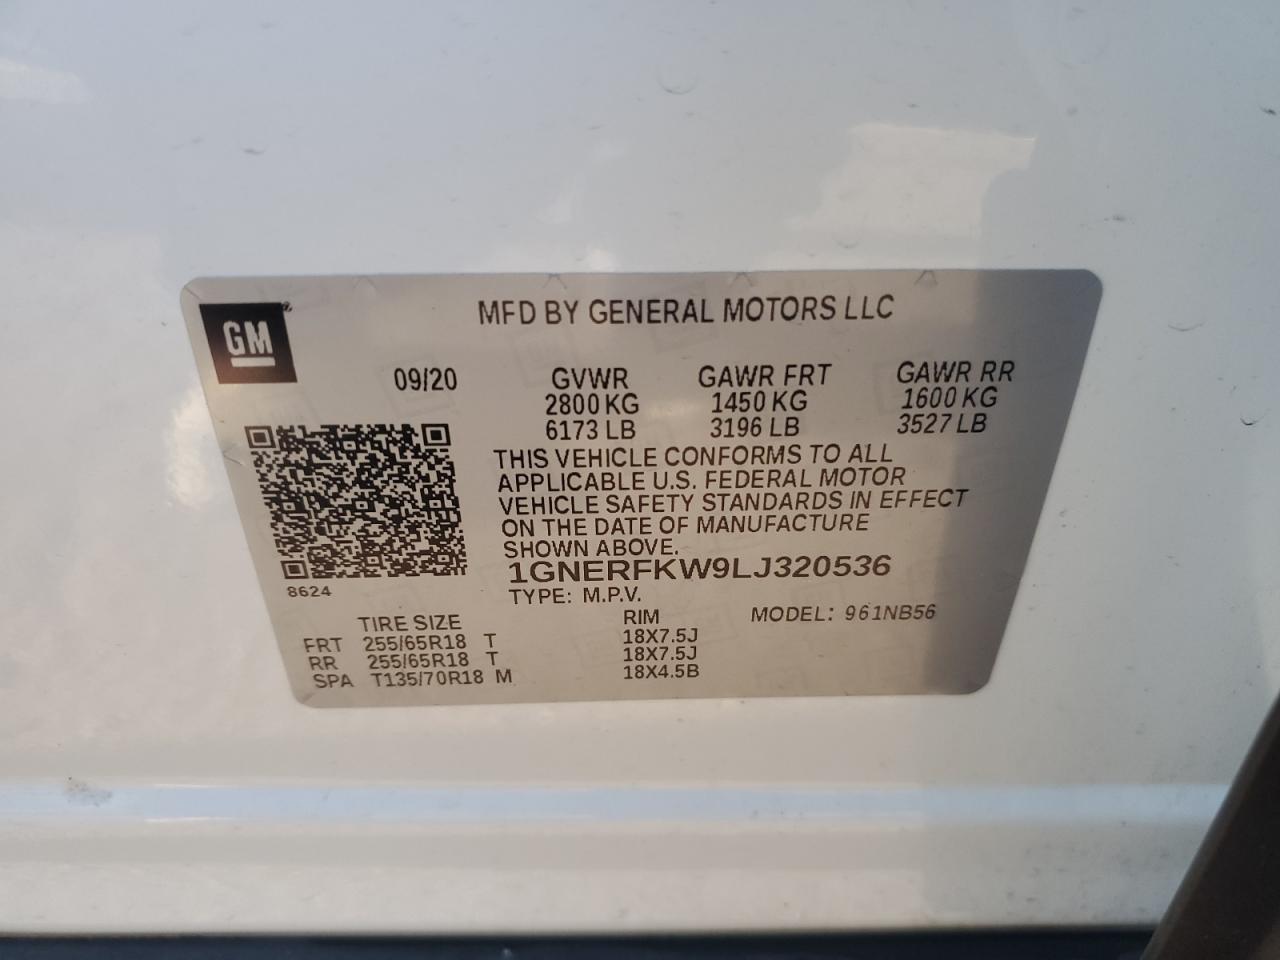 GM
MFD BY GENERAL MOTORS LLC
09/20 GVWR GAWR FRT GAWR RR
2800 KG 1450 KG 1600 KG
6173 LB 3196 LB 3527 LB
THIS VEHICLE CONFORMS TO ALL
APPLICABLE U.S. FEDERAL MOTOR
VEHICLE SAFETY STANDARDS IN EFFECT
ON THE DATE OF MANUFACTURE
SHOWN ABOVE.
1GNERFKW9LJ320536
8624
TYPE: M.P.V.
TIRE SIZE RIM MODEL: 961NB56
FRT 255/65R18 T 18X7.5J
RR 255/65R18 T 18X7.5J
SPA T135/70R18 M 18X4.5B